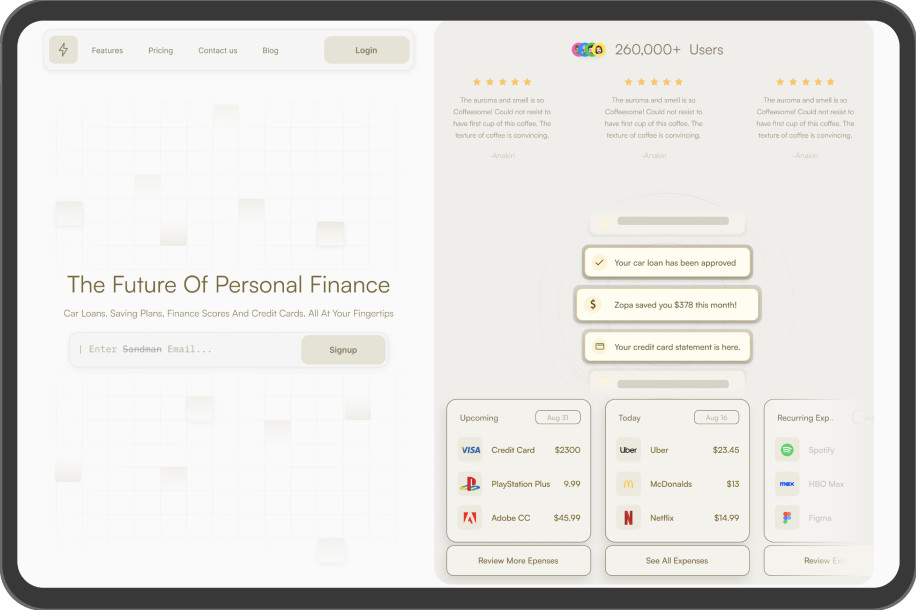 Features Pricing Contact us Blog Login
The Future Of Personal Finance
Car Loans. Saving Plans, Finance Scores And Credit Cards. All At Your Fingertips
| Enter Sandman Email... Signup
260,000+ Users
The auroma and smell is so
Coffeesome! Could not resist to
have first cup of this coffee. The
texture of coffee is convincing.
-Anakin
The auroma and smell is so
Coffeesome! Could not resist to
have first cup of this coffee. The
texture of coffee is convincing.
-Anakin
The auroma and smell is so
Coffeesome! Could not resist to
have first cup of this coffee. The
texture of coffee is convincing.
-Anakin
Your car loan has been approved
$ Zopa saved you $378 this month!
Your credit card statement is here.
Upcoming Aug 31
VISA Credit Card $2300
PlayStation Plus 9.99
Adobe CC $45.99
Review More Epenses
Today Aug 16
Uber Uber $23.45
McDonalds $13
Netflix $14.99
See All Expenses
Recurring Exp..
Spotify
max HBO Max
Figma
Review